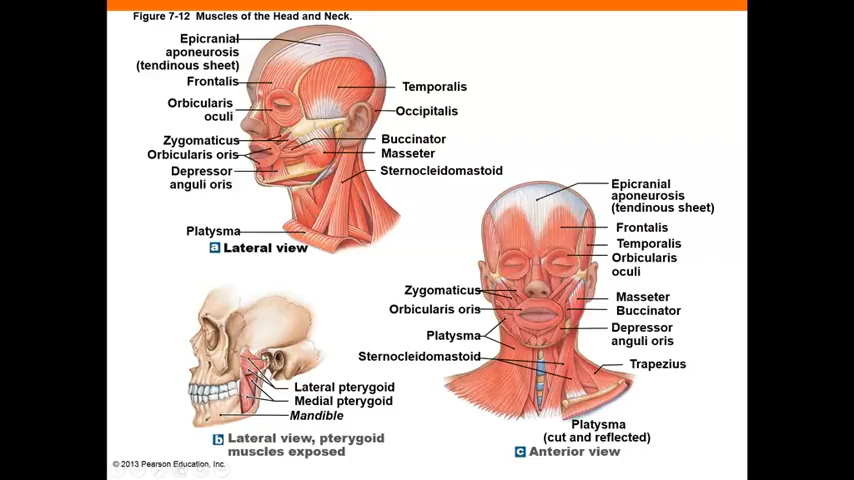 Figure 7-12 Muscles of the Head and Neck.
Epicranial
aponeurosis
(tendinous sheet)
Frontalis
Orbicularis
oculi
Zygomaticus
Orbicularis oris
Depressor
anguli oris
Platysma
Temporalis
Occipitalis
Buccinator
Masseter
Sternocleidomastoid
a Lateral view
Lateral pterygoid
Medial pterygoid
Mandible
b Lateral view, pterygoid
muscles exposed
Epicranial
aponeurosis
(tendinous sheet)
Frontalis
Temporalis
Orbicularis
oculi
Zygomaticus
Orbicularis oris
Platysma
Sternocleidomastoid
Masseter
Buccinator
Depressor
anguli oris
Trapezius
Platysma
(cut and reflected)
c Anterior view
© 2013 Pearson Education, Inc.